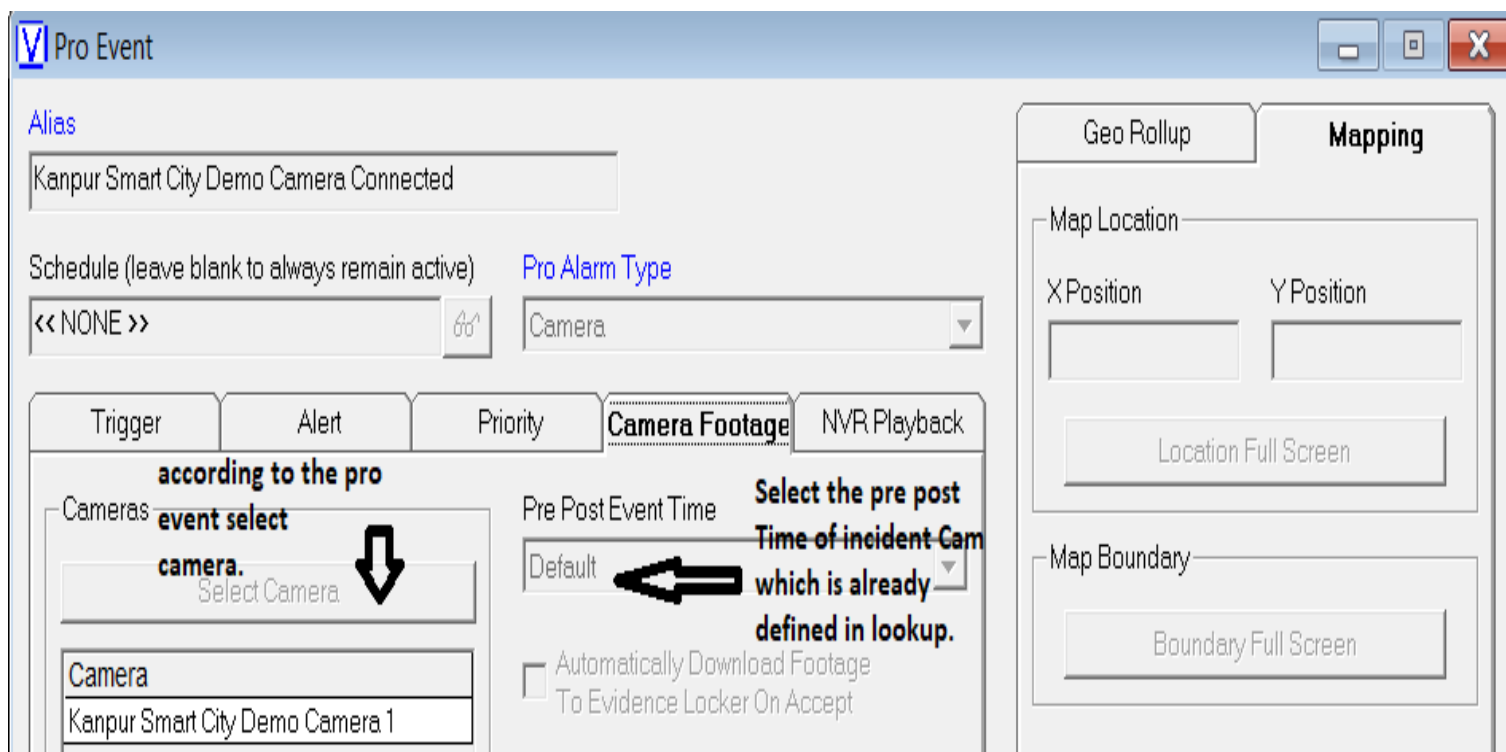 Pro Event
Alias
Kanpur Smart City Demo Camera Connected
Schedule (leave blank to always remain active)
<< NONE >>
Pro Alarm Type
Camera
Trigger
Alert
Priority
Camera Footage
NVR Playback
Cameras
according to the pro
event select
camera.
Select Camera
Camera
Kanpur Smart City Demo Camera 1
Pre Post Event Time
Default
Select the pre post
Time of incident Cam
which is already
defined in lookup.
Automatically Download Footage
To Evidence Locker On Accept
Geo Rollup
Mapping
Map Location
X Position
Y Position
Location Full Screen
Map Boundary
Boundary Full Screen